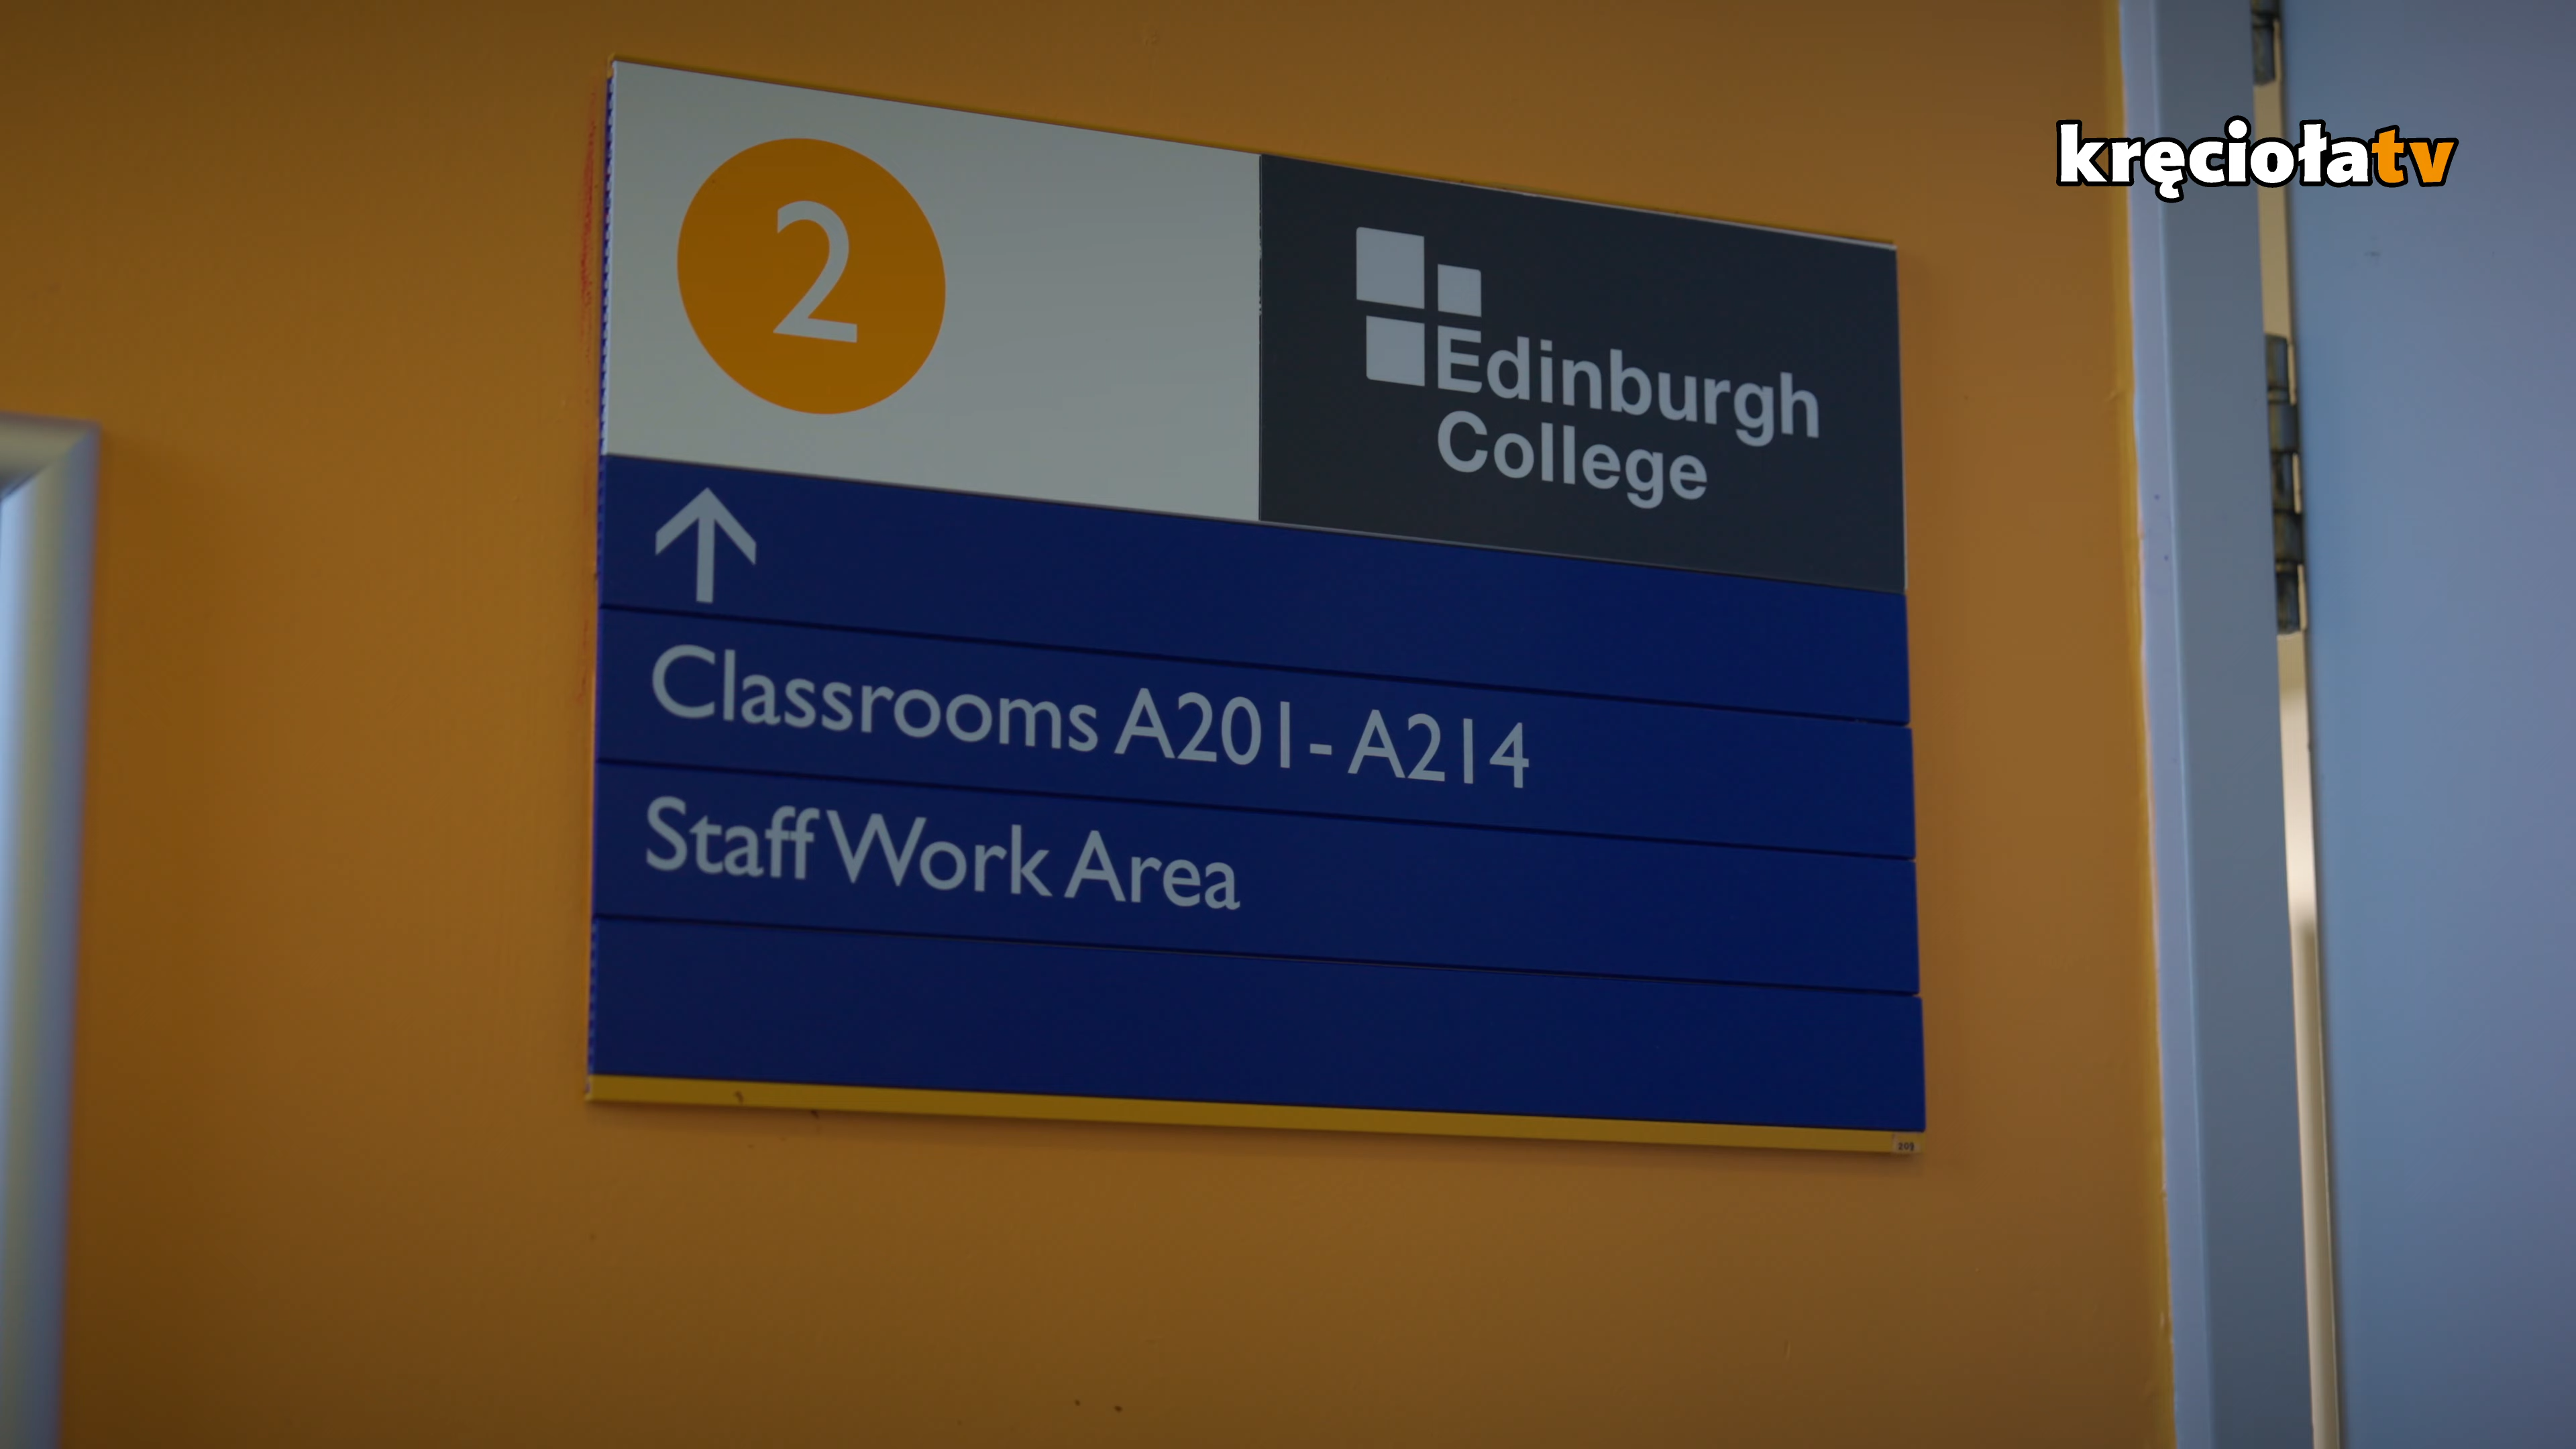 kręciołatv
2
Edinburgh
College
Classrooms A201- A214
Staff Work Area